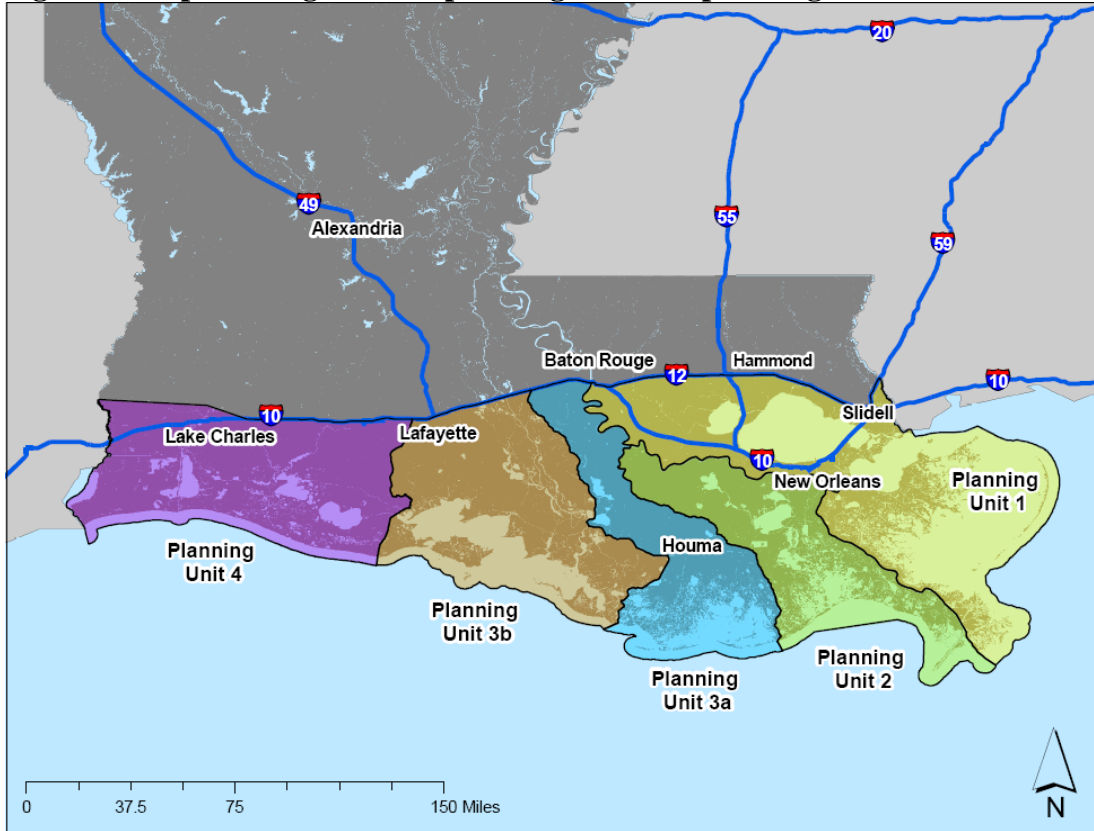 20
49
Alexandria
55
59
Baton Rouge
12
Hammond
10
10
Lake Charles
Lafayette
Slidell
10
New Orleans
Planning
Unit 1
Planning
Unit 4
Houma
Planning
Unit 3b
Planning
Unit 2
Planning
Unit 3a
0 37.5 75 150 Miles
N